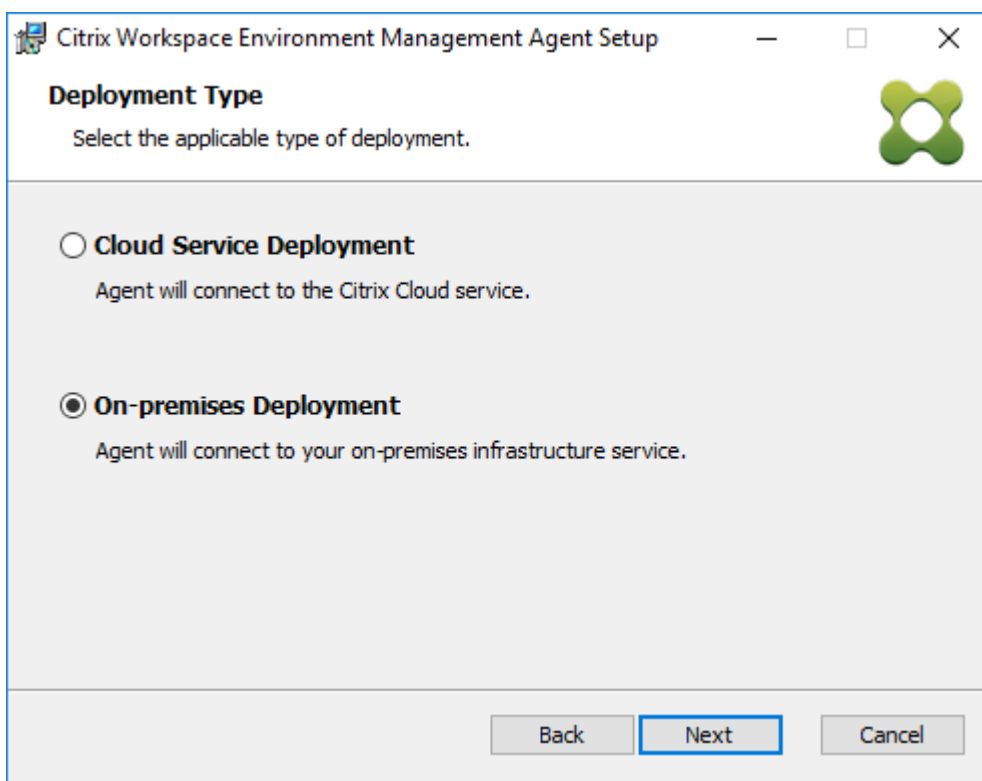 Citrix Workspace Environment Management Agent Setup
Deployment Type
Select the applicable type of deployment.
Cloud Service Deployment
Agent will connect to the Citrix Cloud service.
On-premises Deployment
Agent will connect to your on-premises infrastructure service.
Back Next Cancel